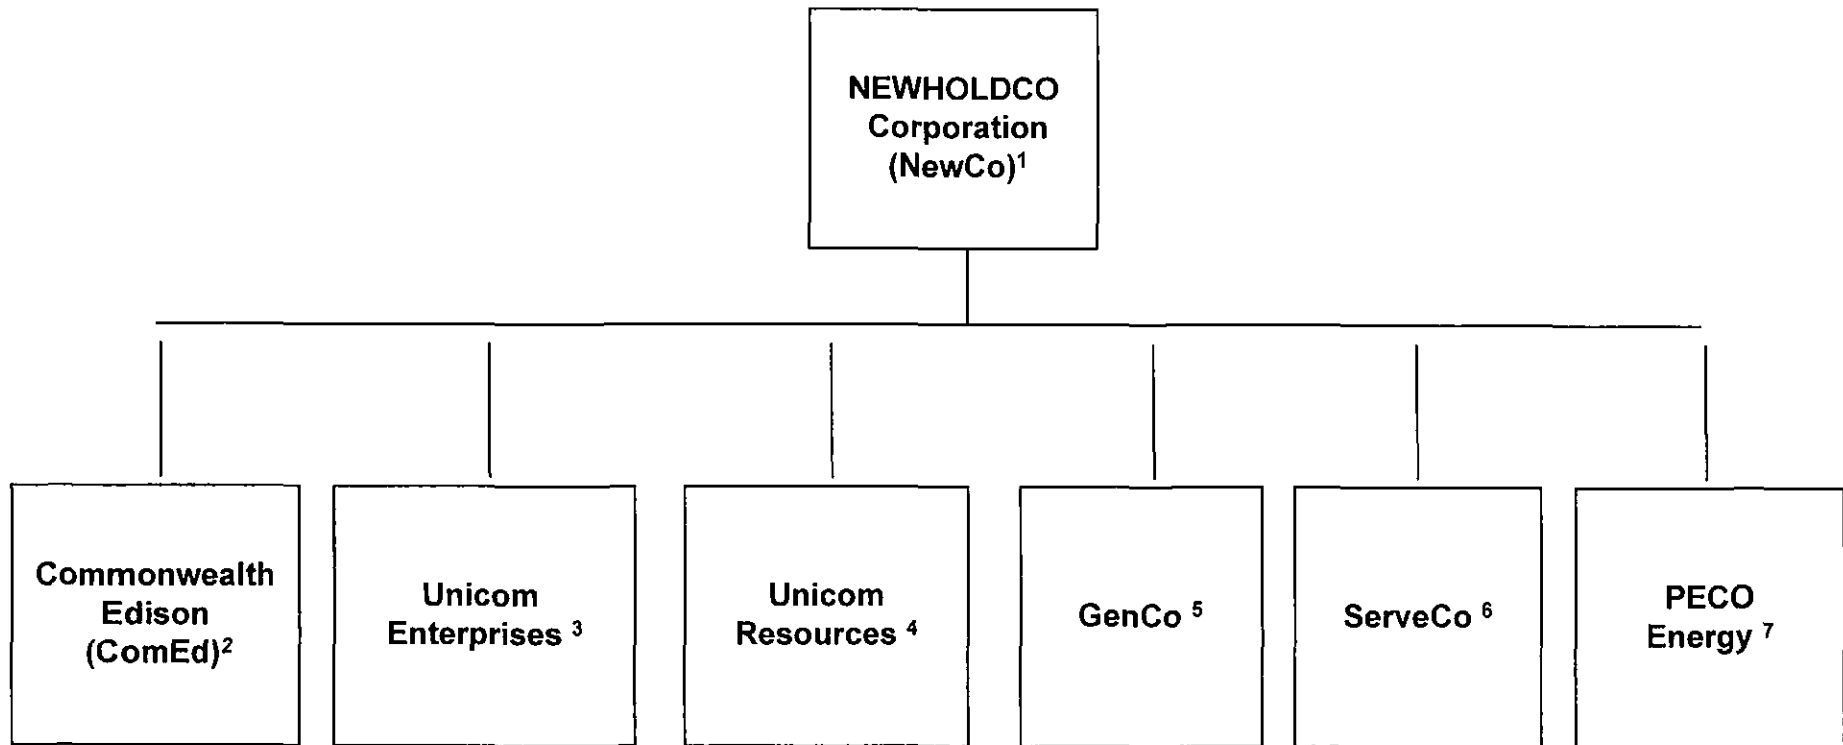 NEWHOLDCO
Corporation
(NewCo)¹
Commonwealth
Edison
(ComEd)²
Unicom
Enterprises ³
Unicom
Resources ⁴
GenCo ⁵
ServeCo ⁶
PECO
Energy ⁷